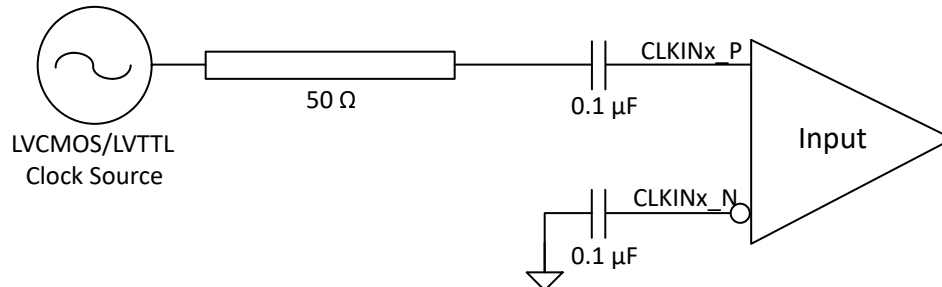 CLKINx_P
50 Ω
0.1 µF
LVCMOS/LVTTL
Clock Source
Input
CLKINx_N
0.1 µF